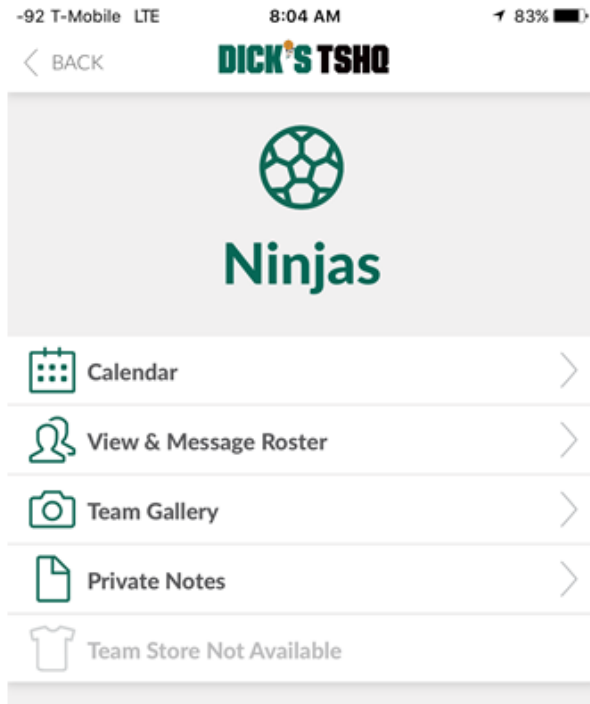 -92 T-Mobile LTE 8:04 AM 83%
BACK DICK'S TSHQ
Ninjas
Calendar
View & Message Roster
Team Gallery
Private Notes
Team Store Not Available